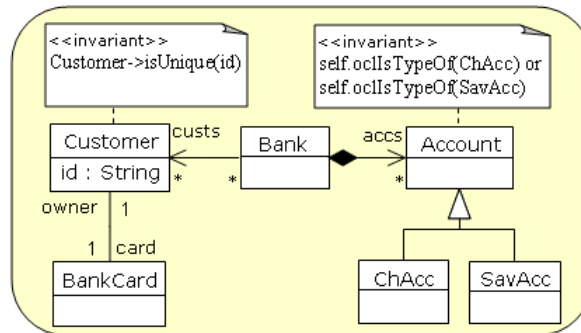 <<invariant>>
Customer->isUnique(id)
<<invariant>>
self.oclIsTypeOf(ChAcc) or
self.oclIsTypeOf(SavAcc)
Customer
id : String
custs
*
*
Bank
accs
*
Account
owner
1
1
card
BankCard
ChAcc
SavAcc